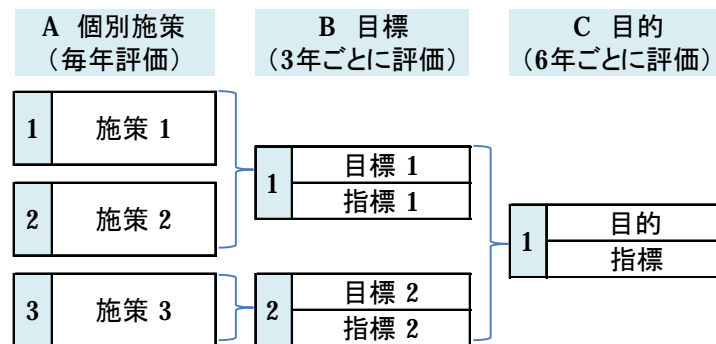 A 個別施策
（毎年評価）
B 目標
（3年ごとに評価）
C 目的
（6年ごとに評価）
1 施策 1
2 施策 2
3 施策 3
1 目標 1
指標 1
2 目標 2
指標 2
1 目的
指標